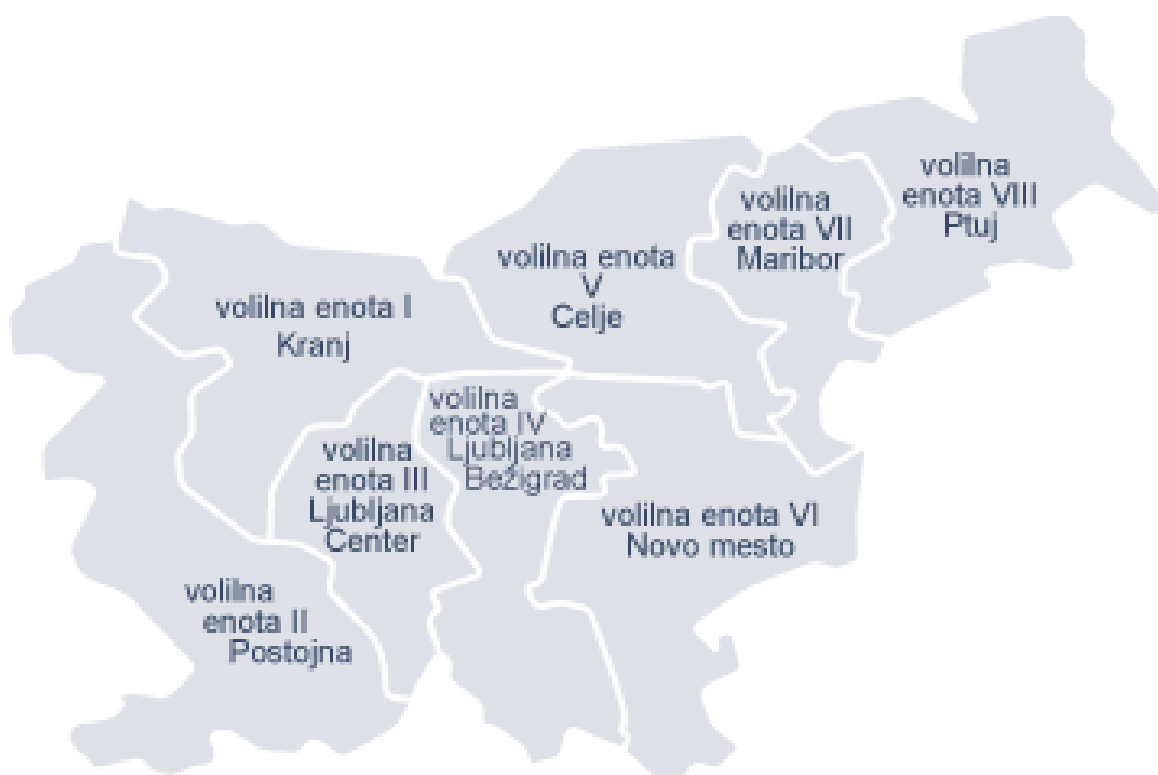 volilna enota I
Kranj
volilna
enota II
Postojna
volilna
enota III
Ljubljana
Center
volilna
enota IV
Ljubljana
Bežigrad
volilna enota
V
Celje
volilna enota VI
Novo mesto
volilna
enota VII
Maribor
volilna
enota VIII
Ptuj